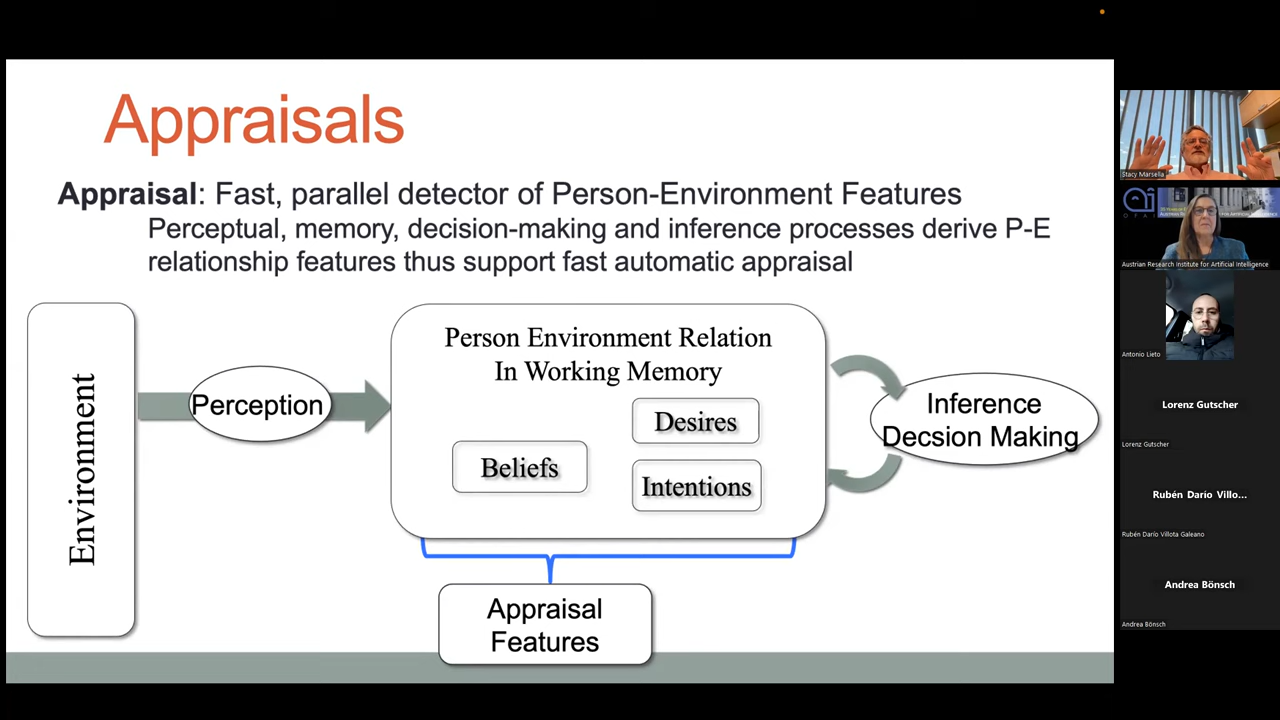 Appraisals
Appraisal: Fast, parallel detector of Person-Environment Features
Perceptual, memory, decision-making and inference processes derive P-E
relationship features thus support fast automatic appraisal
Environment
Perception
Person Environment Relation
In Working Memory
Desires
Beliefs
Intentions
Inference
Decsion Making
Appraisal
Features
Stacy Marsella
Austrian Research Institute for Artificial Intelligence
Antonio Lieto
Lorenz Gutscher
Lorenz Gutscher
Rubén Darío Villo...
Rubén Darío Villota Galeano
Andrea Bönsch
Andrea Bönsch